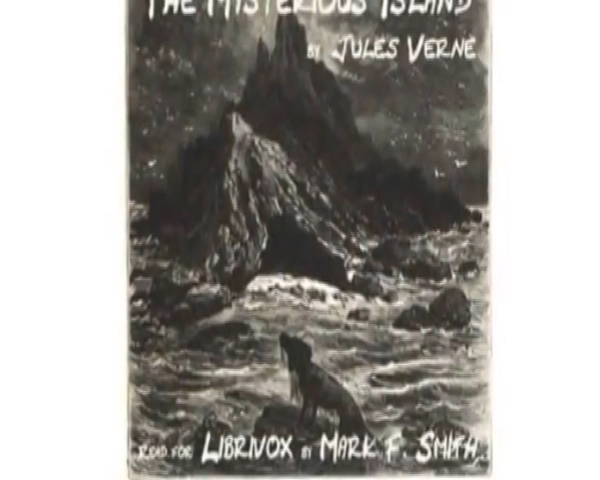 THE MYSTERIOUS ISLAND
BY JULES VERNE
READ FOR LIBRIVOX BY MARK F. SMITH